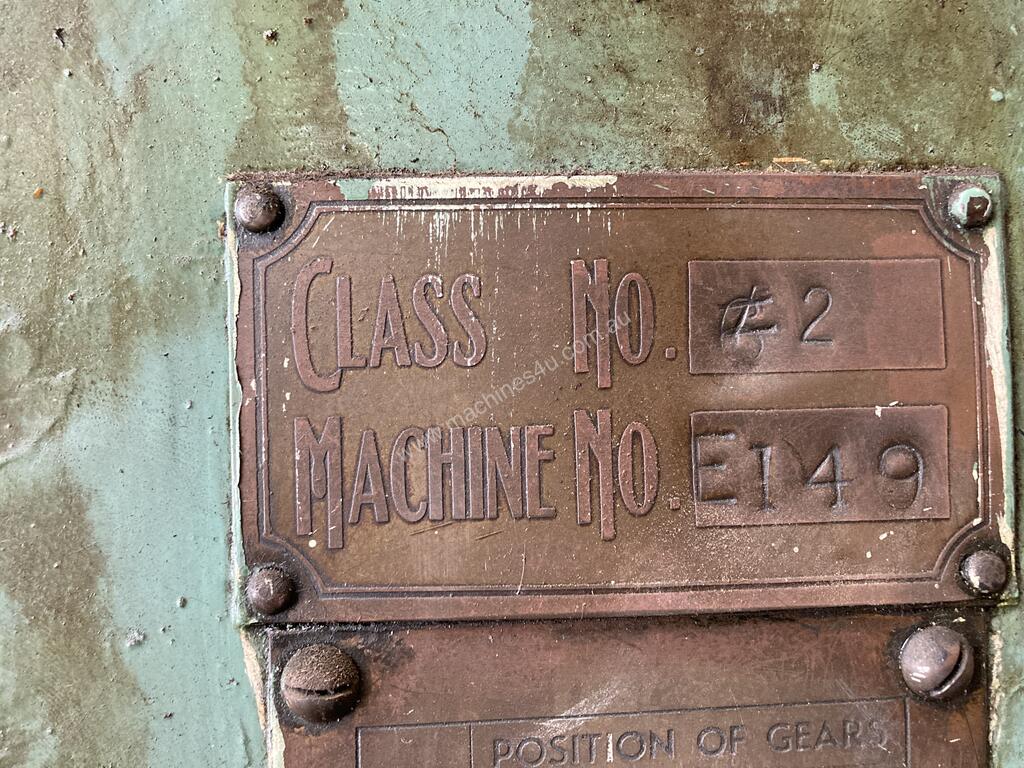 CLASS NO. 2
MACHINE NO. E149
POSITION OF GEARS
www.machines4u.com.au